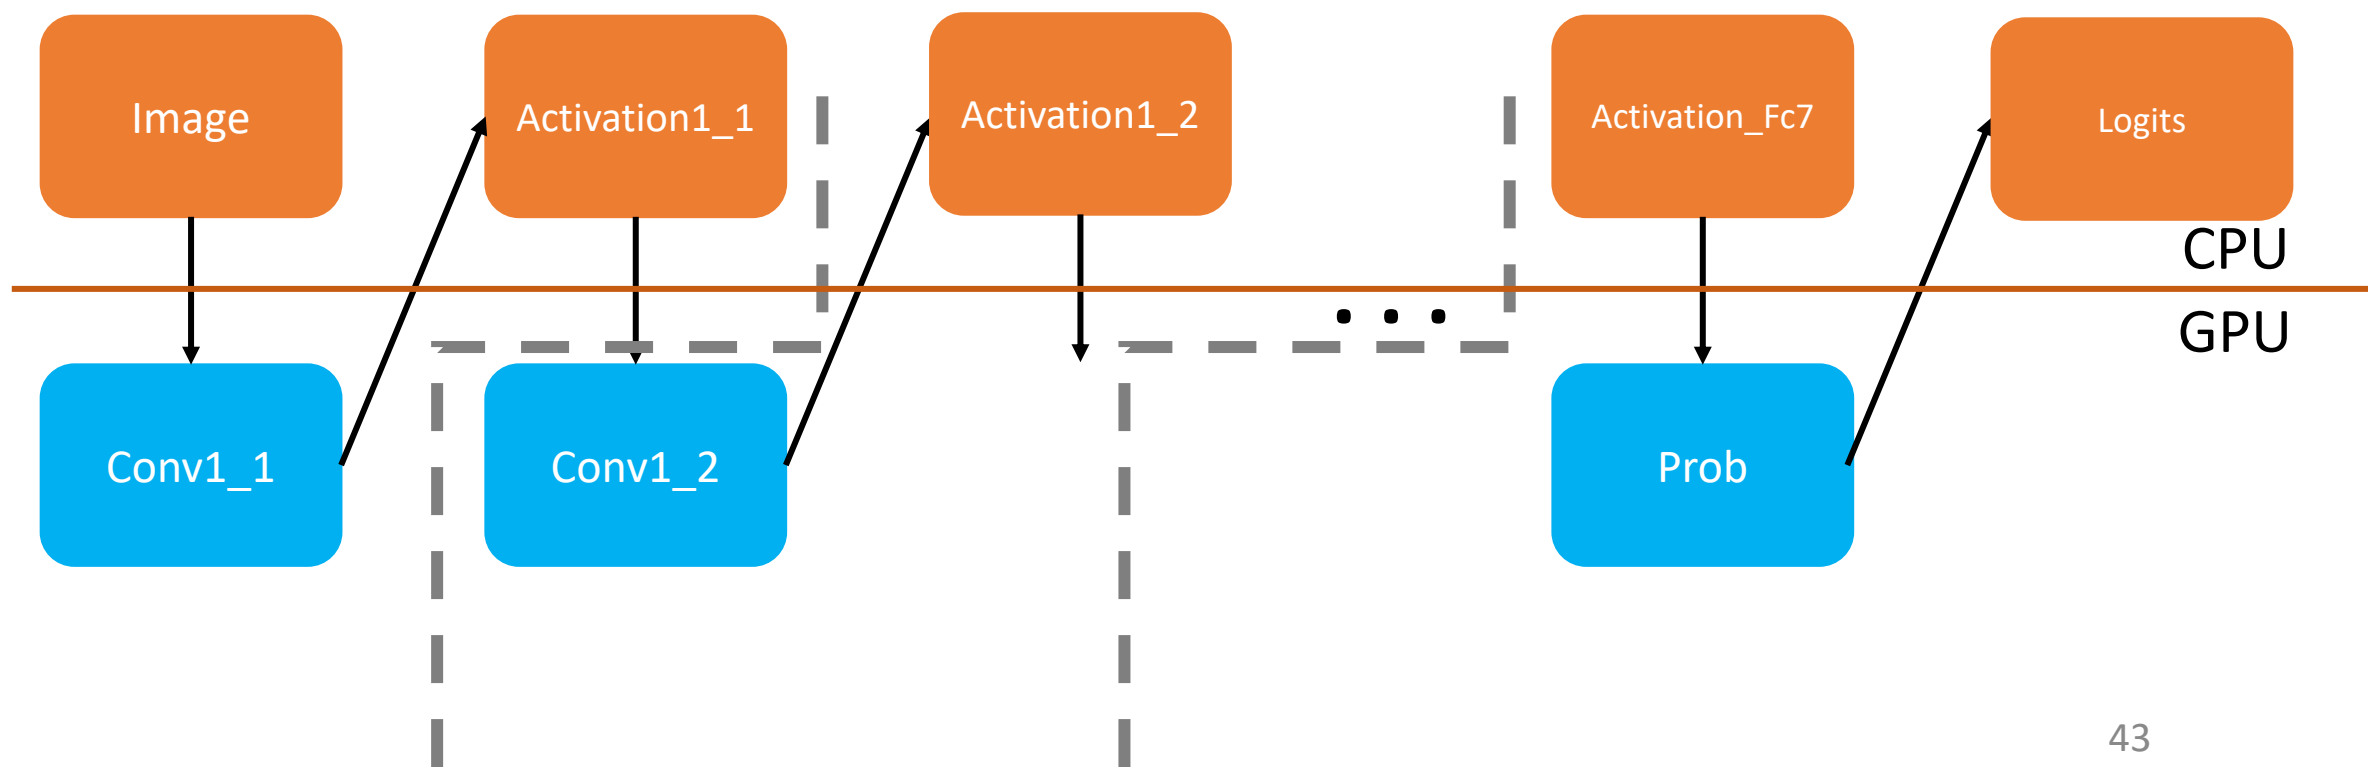 Image
Activation1_1
Activation1_2
Activation_Fc7
Logits
CPU
...
GPU
Conv1_1
Conv1_2
Prob
43